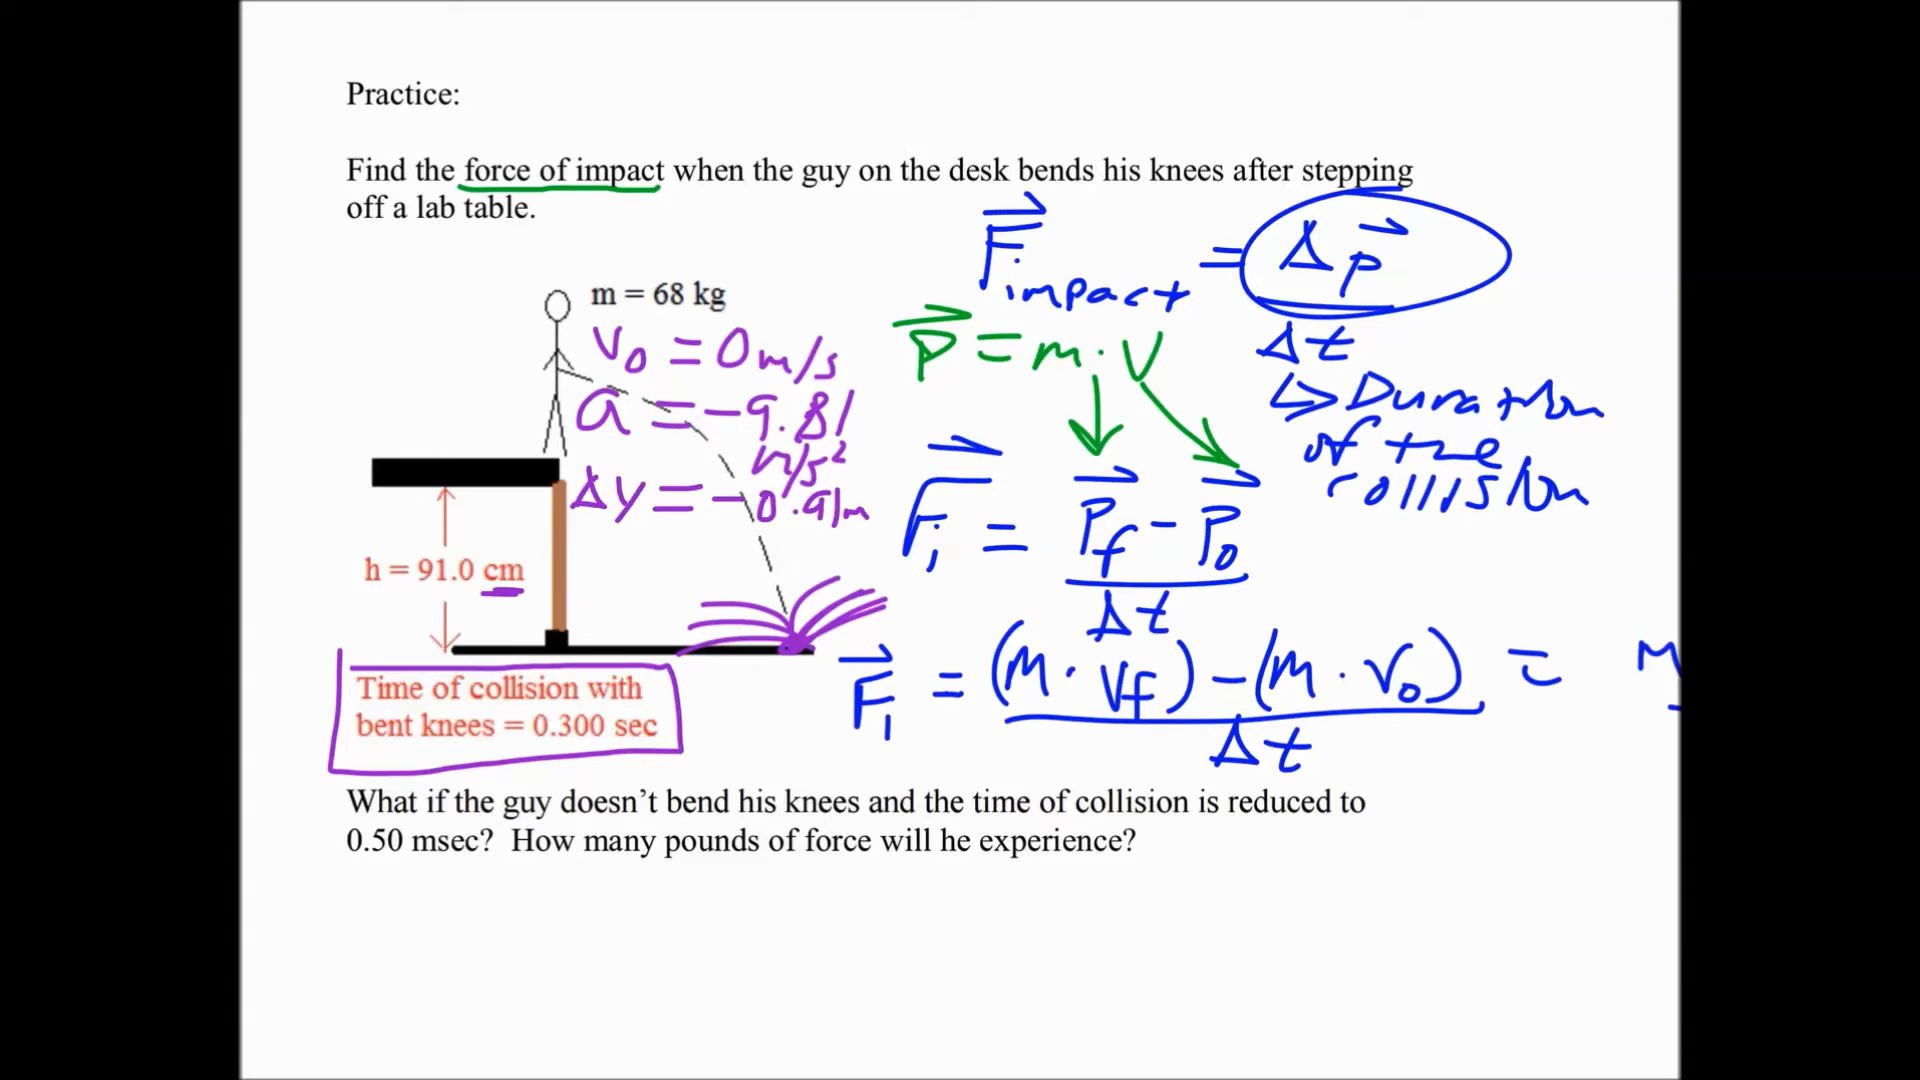 Practice:
Find the force of impact when the guy on the desk bends his knees after stepping
off a lab table.
F impact = Δp
Δt
↳ Duration
of the
collision
m = 68 kg
v₀ = 0 m/s
a = -9.81
m/s²
Δy = -0.91m
p = m · v
F₁ = Pf - P₀
Δt
h = 91.0 cm
F₁ = (m · vf) - (m · v₀) = m
Δt
Time of collision with
bent knees = 0.300 sec
What if the guy doesn’t bend his knees and the time of collision is reduced to
0.50 msec?  How many pounds of force will he experience?